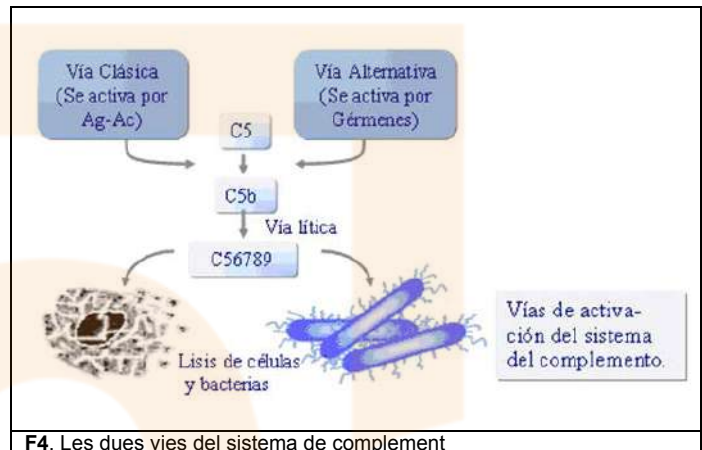 Vía Clásica
(Se activa por
Ag-Ac)
Vía Alternativa
(Se activa por
Gérmenes)
C5
C5b
Vía lítica
C56789
Lisis de células
y bacterias
Vías de activa-
ción del sistema
del complemento.
F4. Les dues vies del sistema de complement